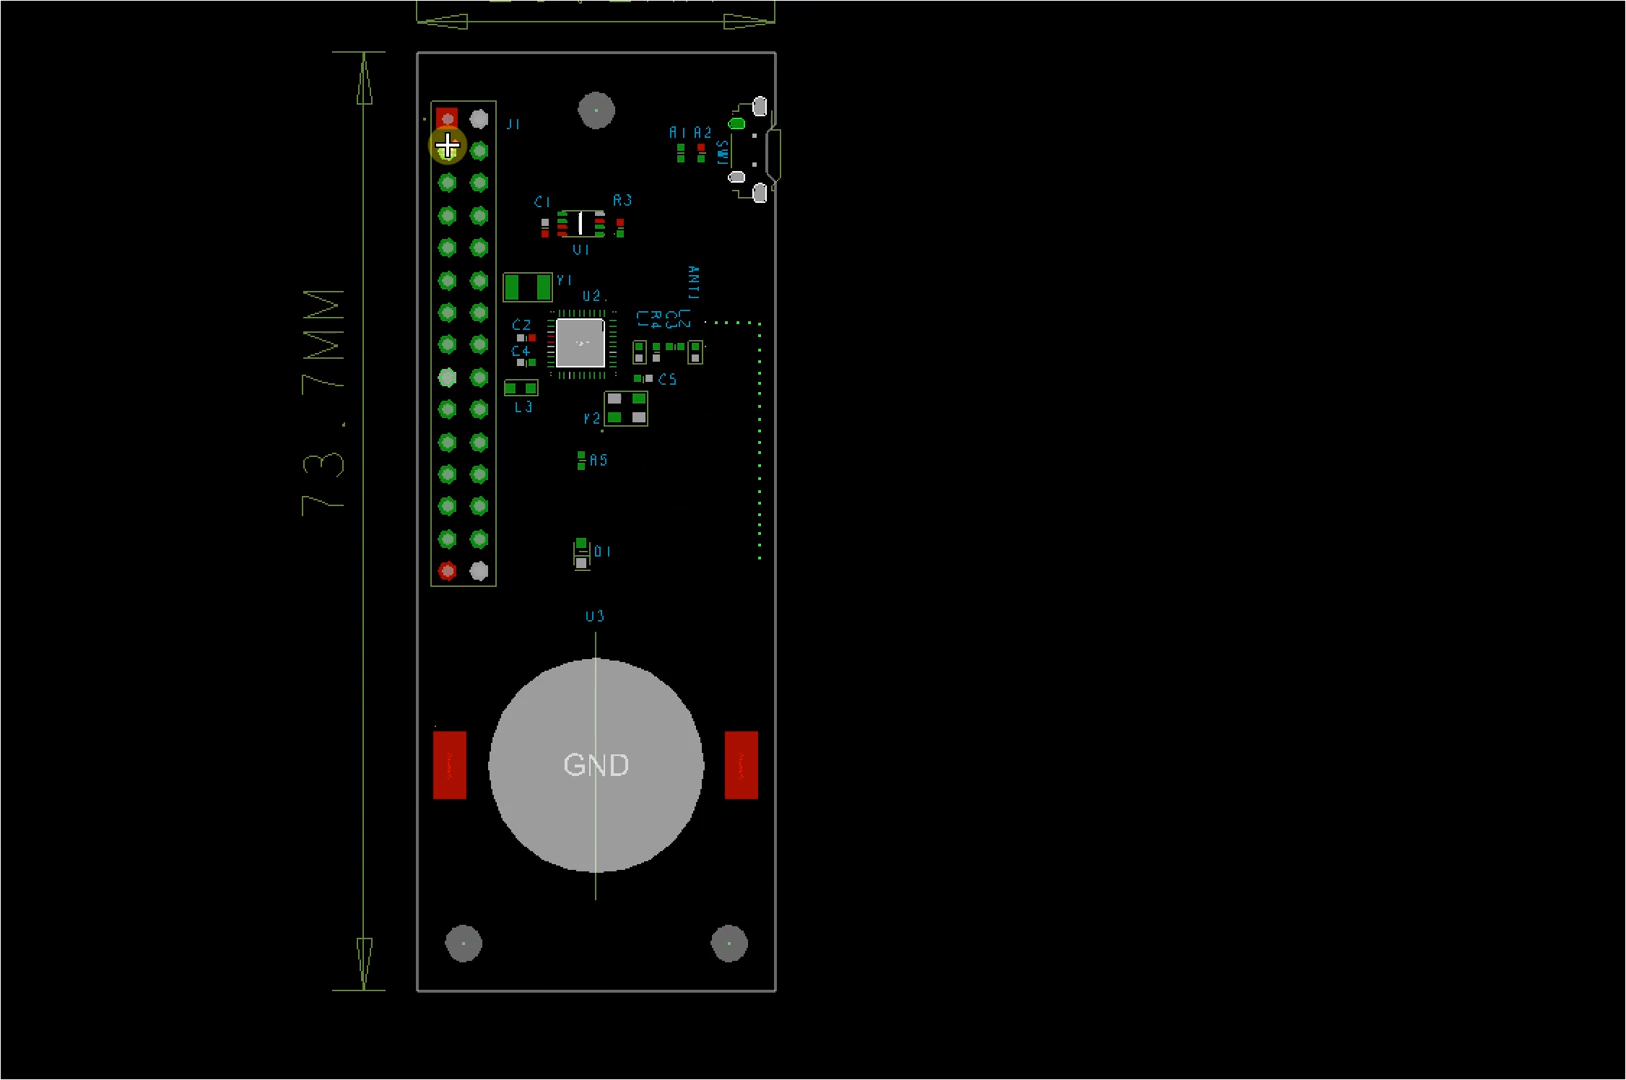 J1
A1 A2
SW1
C1
R3
U1
Y1
ANT1
U2
C2
L1
R4
C3
L2
C4
C5
L3
Y2
A5
D1
U3
GND
73.7MM